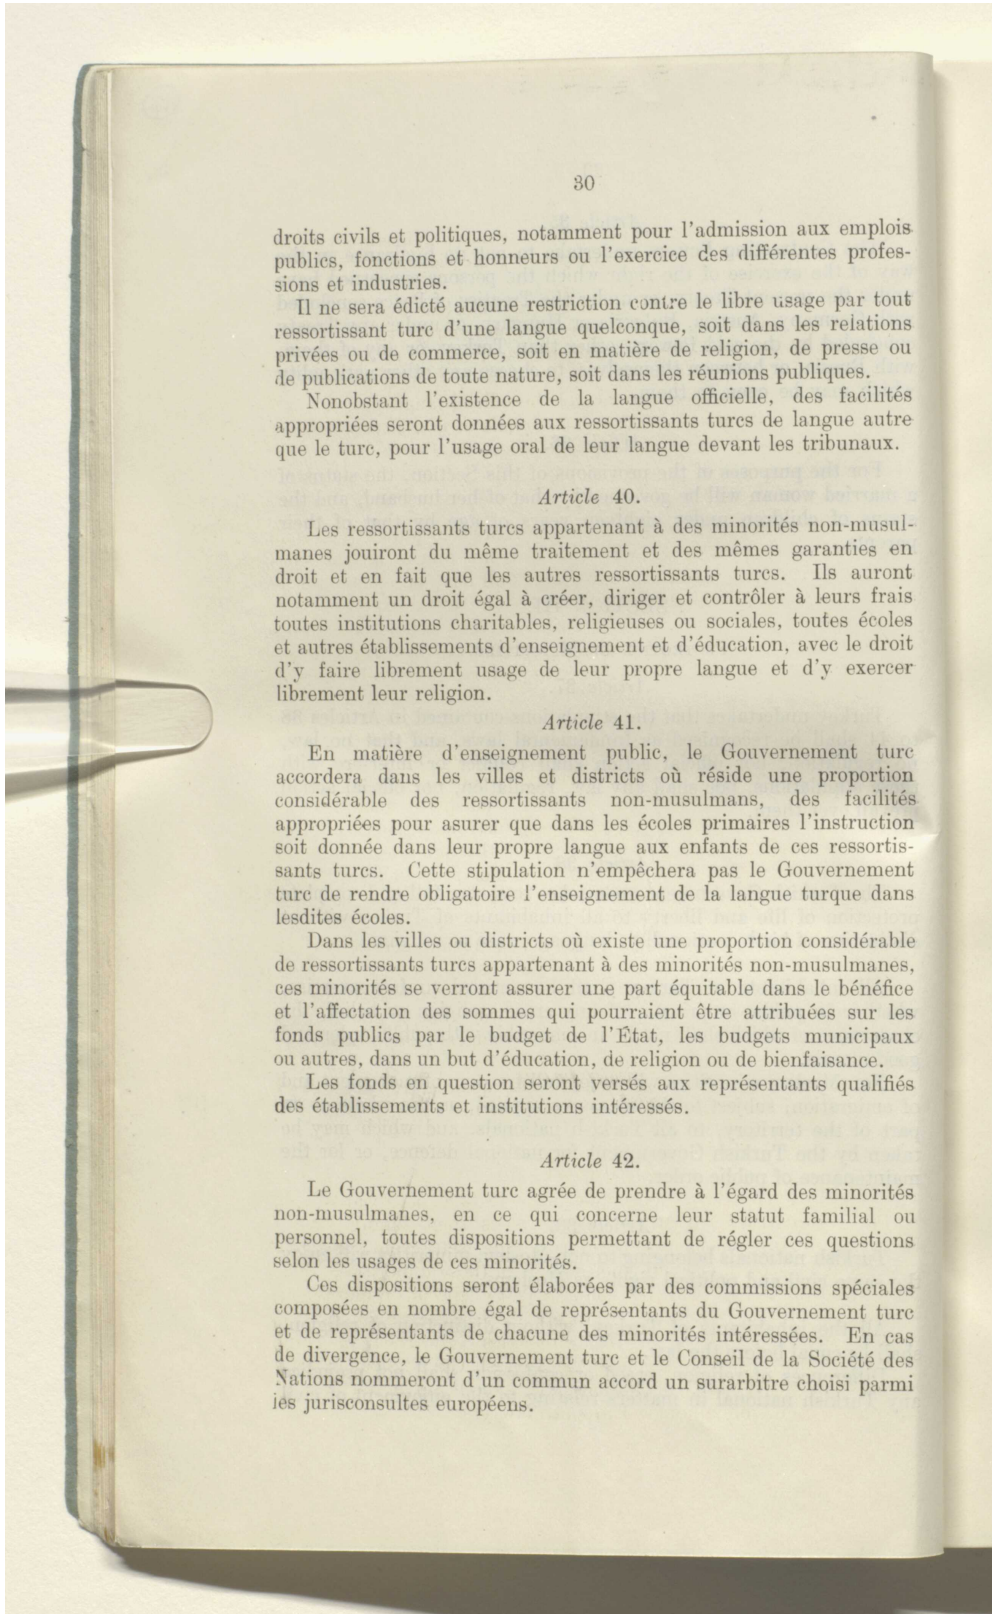 30
droits civils et politiques, notamment pour l'admission aux emplois
publics, fonctions et honneurs ou l'exercice des différentes profes-
sions et industries.
Il ne sera édicté aucune restriction contre le libre usage par tout
ressortissant turc d'une langue quelconque, soit dans les relations
privées ou de commerce, soit en matière de religion, de presse ou
de publications de toute nature, soit dans les réunions publiques.
Nonobstant l'existence de la langue officielle, des facilités
appropriées seront données aux ressortissants turcs de langue autre
que le turc, pour l'usage oral de leur langue devant les tribunaux.
Article 40.
Les ressortissants turcs appartenant à des minorités non-musul-
manes jouiront du même traitement et des mêmes garanties en
droit et en fait que les autres ressortissants turcs. Ils auront
notamment un droit égal à créer, diriger et contrôler à leurs frais
toutes institutions charitables, religieuses ou sociales, toutes écoles
et autres établissements d'enseignement et d'éducation, avec le droit
d'y faire librement usage de leur propre langue et d'y exercer
librement leur religion.
Article 41.
En matière d'enseignement public, le Gouvernement turc
accordera dans les villes et districts où réside une proportion
considérable des ressortissants non-musulmans, des facilités
appropriées pour asurer que dans les écoles primaires l'instruction
soit donnée dans leur propre langue aux enfants de ces ressortis-
sants turcs. Cette stipulation n'empêchera pas le Gouvernement
turc de rendre obligatoire l'enseignement de la langue turque dans
lesdites écoles.
Dans les villes ou districts où existe une proportion considérable
de ressortissants turcs appartenant à des minorités non-musulmanes,
ces minorités se verront assurer une part équitable dans le bénéfice
et l'affectation des sommes qui pourraient être attribuées sur les
fonds publics par le budget de l'État, les budgets municipaux
ou autres, dans un but d'éducation, de religion ou de bienfaisance.
Les fonds en question seront versés aux représentants qualifiés
des établissements et institutions intéressés.
Article 42.
Le Gouvernement turc agrée de prendre à l'égard des minorités
non-musulmanes, en ce qui concerne leur statut familial ou
personnel, toutes dispositions permettant de régler ces questions
selon les usages de ces minorités.
Ces dispositions seront élaborées par des commissions spéciales
composées en nombre égal de représentants du Gouvernement turc
et de représentants de chacune des minorités intéressées. En cas
de divergence, le Gouvernement turc et le Conseil de la Société des
Nations nommeront d'un commun accord un surarbitre choisi parmi
les jurisconsultes européens.